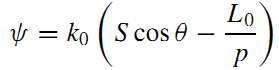 ψ = k₀ ( S cos θ − L₀/p )